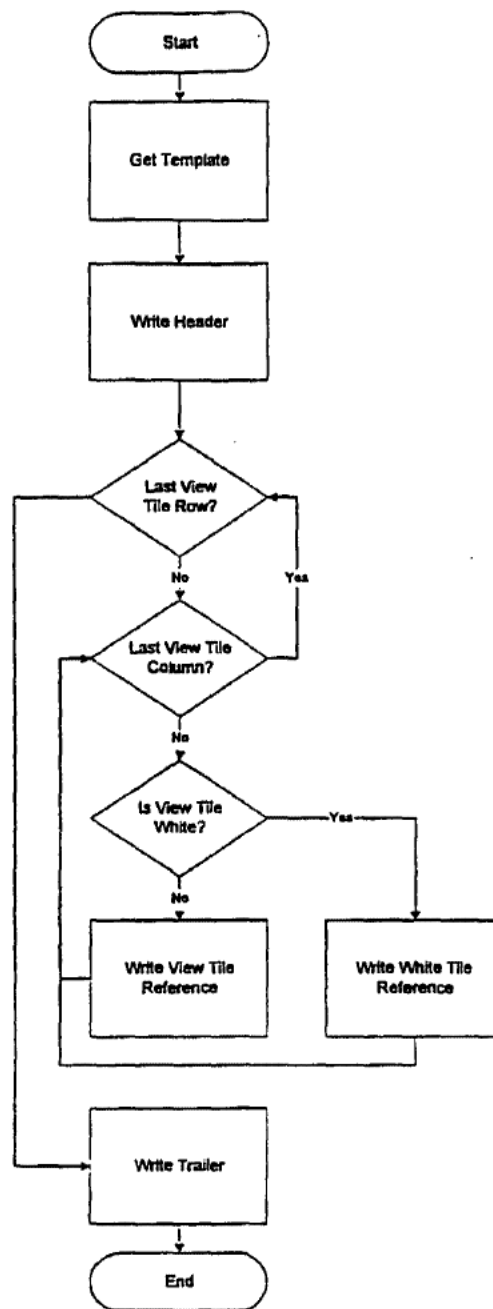 Start
Get Template
Write Header
Last View
Tile Row?
No
Yes
Last View Tile
Column?
No
Is View Tile
White?
Yes
No
Write View Tile
Reference
Write White Tile
Reference
Write Trailer
End